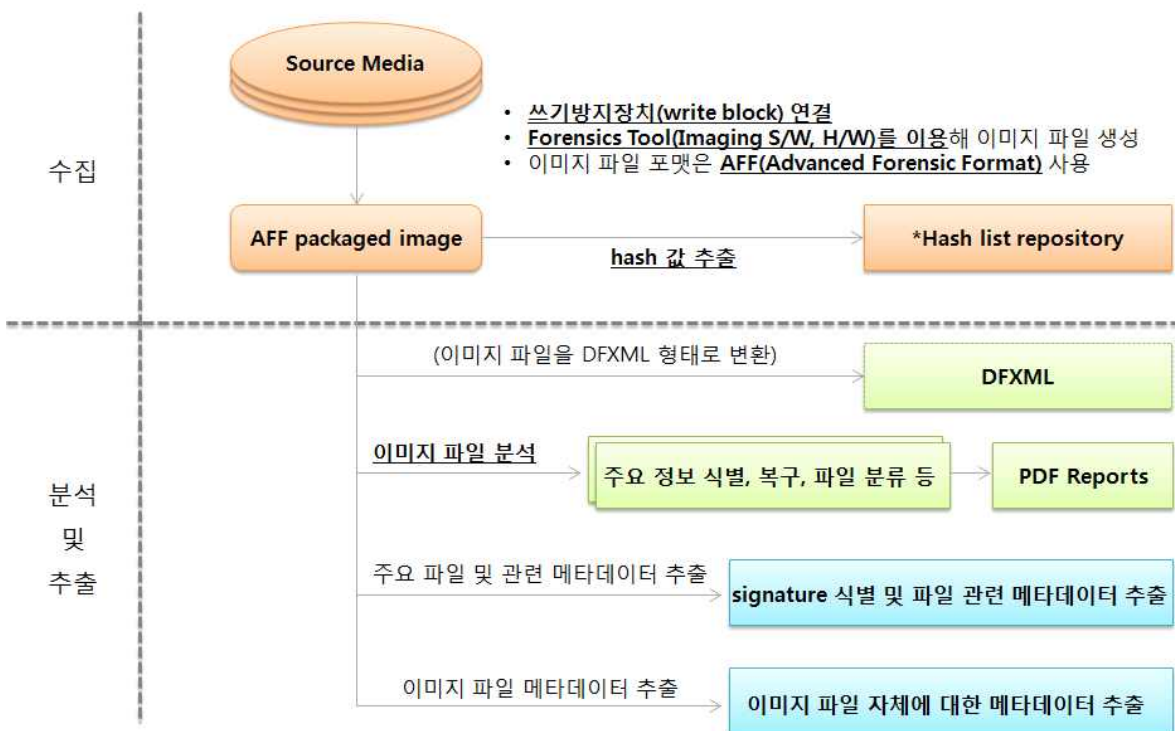 Source Media
• 쓰기방지장치(write block) 연결
• Forensics Tool(Imaging S/W, H/W)를 이용해 이미지 파일 생성
• 이미지 파일 포맷은 AFF(Advanced Forensic Format) 사용
수집
AFF packaged image
hash 값 추출
*Hash list repository
(이미지 파일을 DFXML 형태로 변환)
DFXML
이미지 파일 분석
주요 정보 식별, 복구, 파일 분류 등
PDF Reports
분석
및
추출
주요 파일 및 관련 메타데이터 추출
signature 식별 및 파일 관련 메타데이터 추출
이미지 파일 메타데이터 추출
이미지 파일 자체에 대한 메타데이터 추출